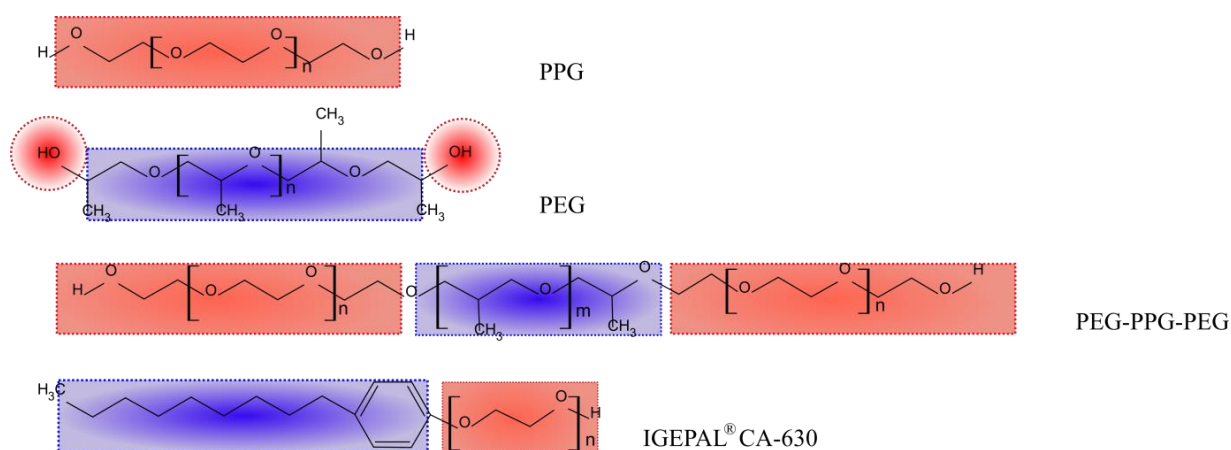 H O O O n O H
PPG
HO CH₃ O CH₃ O n CH₃ O CH₃ OH
PEG
H O O O n O CH₃ O m CH₃ O O O n O H
PEG-PPG-PEG
H₃C O O H n
IGEPAL® CA-630